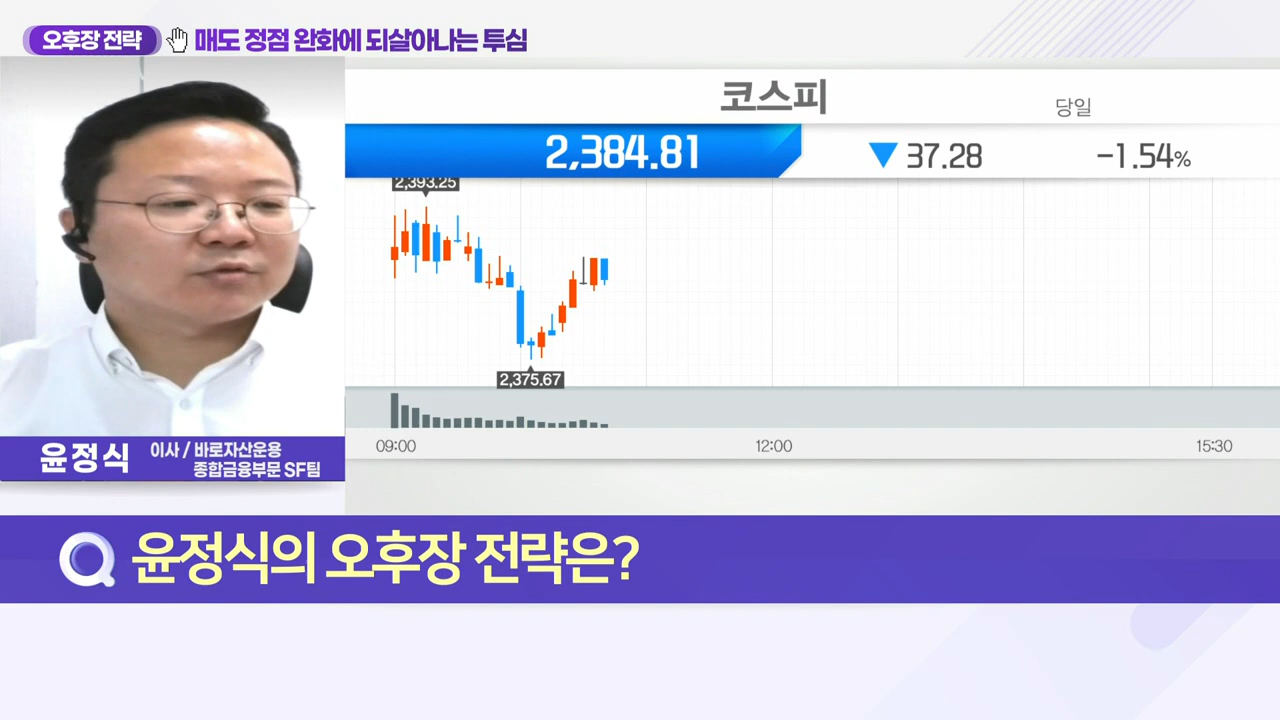 오후장 전략 매도 정점 완화에 되살아나는 투심
코스피
당일
2,384.81 ▼ 37.28 -1.54%
2,393.25
2,375.67
09:00 12:00 15:30
윤정식 이사 / 바로자산운용
종합금융부문 SF팀
Q 윤정식의 오후장 전략은?